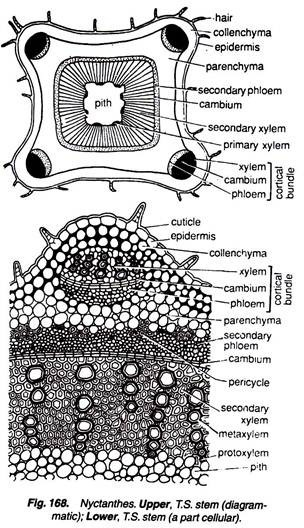 hair
collenchyma
epidermis
parenchyma
secondary phloem
pith
cambium
secondary xylem
primary xylem
xylem
cambium
phloem
cortical
bundle
cuticle
epidermis
collenchyma
xylem
cambium
phloem
cortical
bundle
parenchyma
secondary
phloem
cambium
pericycle
secondary
xylem
metaxylem
protoxylem
pith
Fig. 168. Nyctanthes. Upper, T.S. stem (diagram-
matic); Lower, T.S. stem (a part cellular).